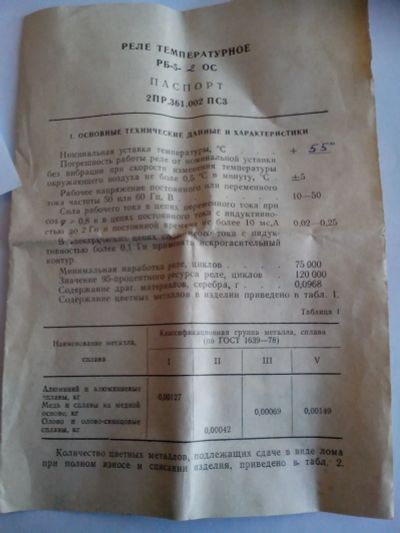 РЕЛЕ ТЕМПЕРАТУРНОЕ
РБ-5- 2 ОС
ПАСПОРТ
2ПР.361.002 ПС3
1. ОСНОВНЫЕ ТЕХНИЧЕСКИЕ ДАННЫЕ И ХАРАКТЕРИСТИКИ
Номинальная уставка температуры, °С + 55°
Погрешность работы реле от номинальной уставки
без вибрации при скорости изменения температуры
окружающего воздуха не боле 0,5 °С в минуту, °С ±5
Рабочее напряжение постоянного или переменного
тока частоты 50 или 60 Гц, В 10—50
Сила рабочего тока в цепях переменного тока при
cos φ = 0,8 и в цепях постоянного тока с индуктивно-
стью до 2 Гн и постоянной времени не более 10 мс,А 0,02—0,25
В электрических цепях постоянного тока с индук-
тивностью более 0,1 Гн применять искрогасительный
контур.
Минимальная наработка реле, циклов 75 000
Значение 95-процентного ресурса реле, циклов 120 000
Содержание драг. материалов, серебра, г 0,0968
Содержание цветных металлов в изделии приведено в табл. 1.
Таблица 1
Наименование металла, сплава
Классификационная группа металла, сплава
(по ГОСТ 1639—78)
I II III V
Алюминий и алюминиевые
сплавы, кг 0,00127
Медь и сплавы на медной
основе, кг 0,00069 0,00149
Олово и олово-свинцовые
сплавы, кг 0,00042
Количество цветных металлов, подлежащих сдаче в виде лома
при полном износе и списании изделия, приведено в табл. 2.